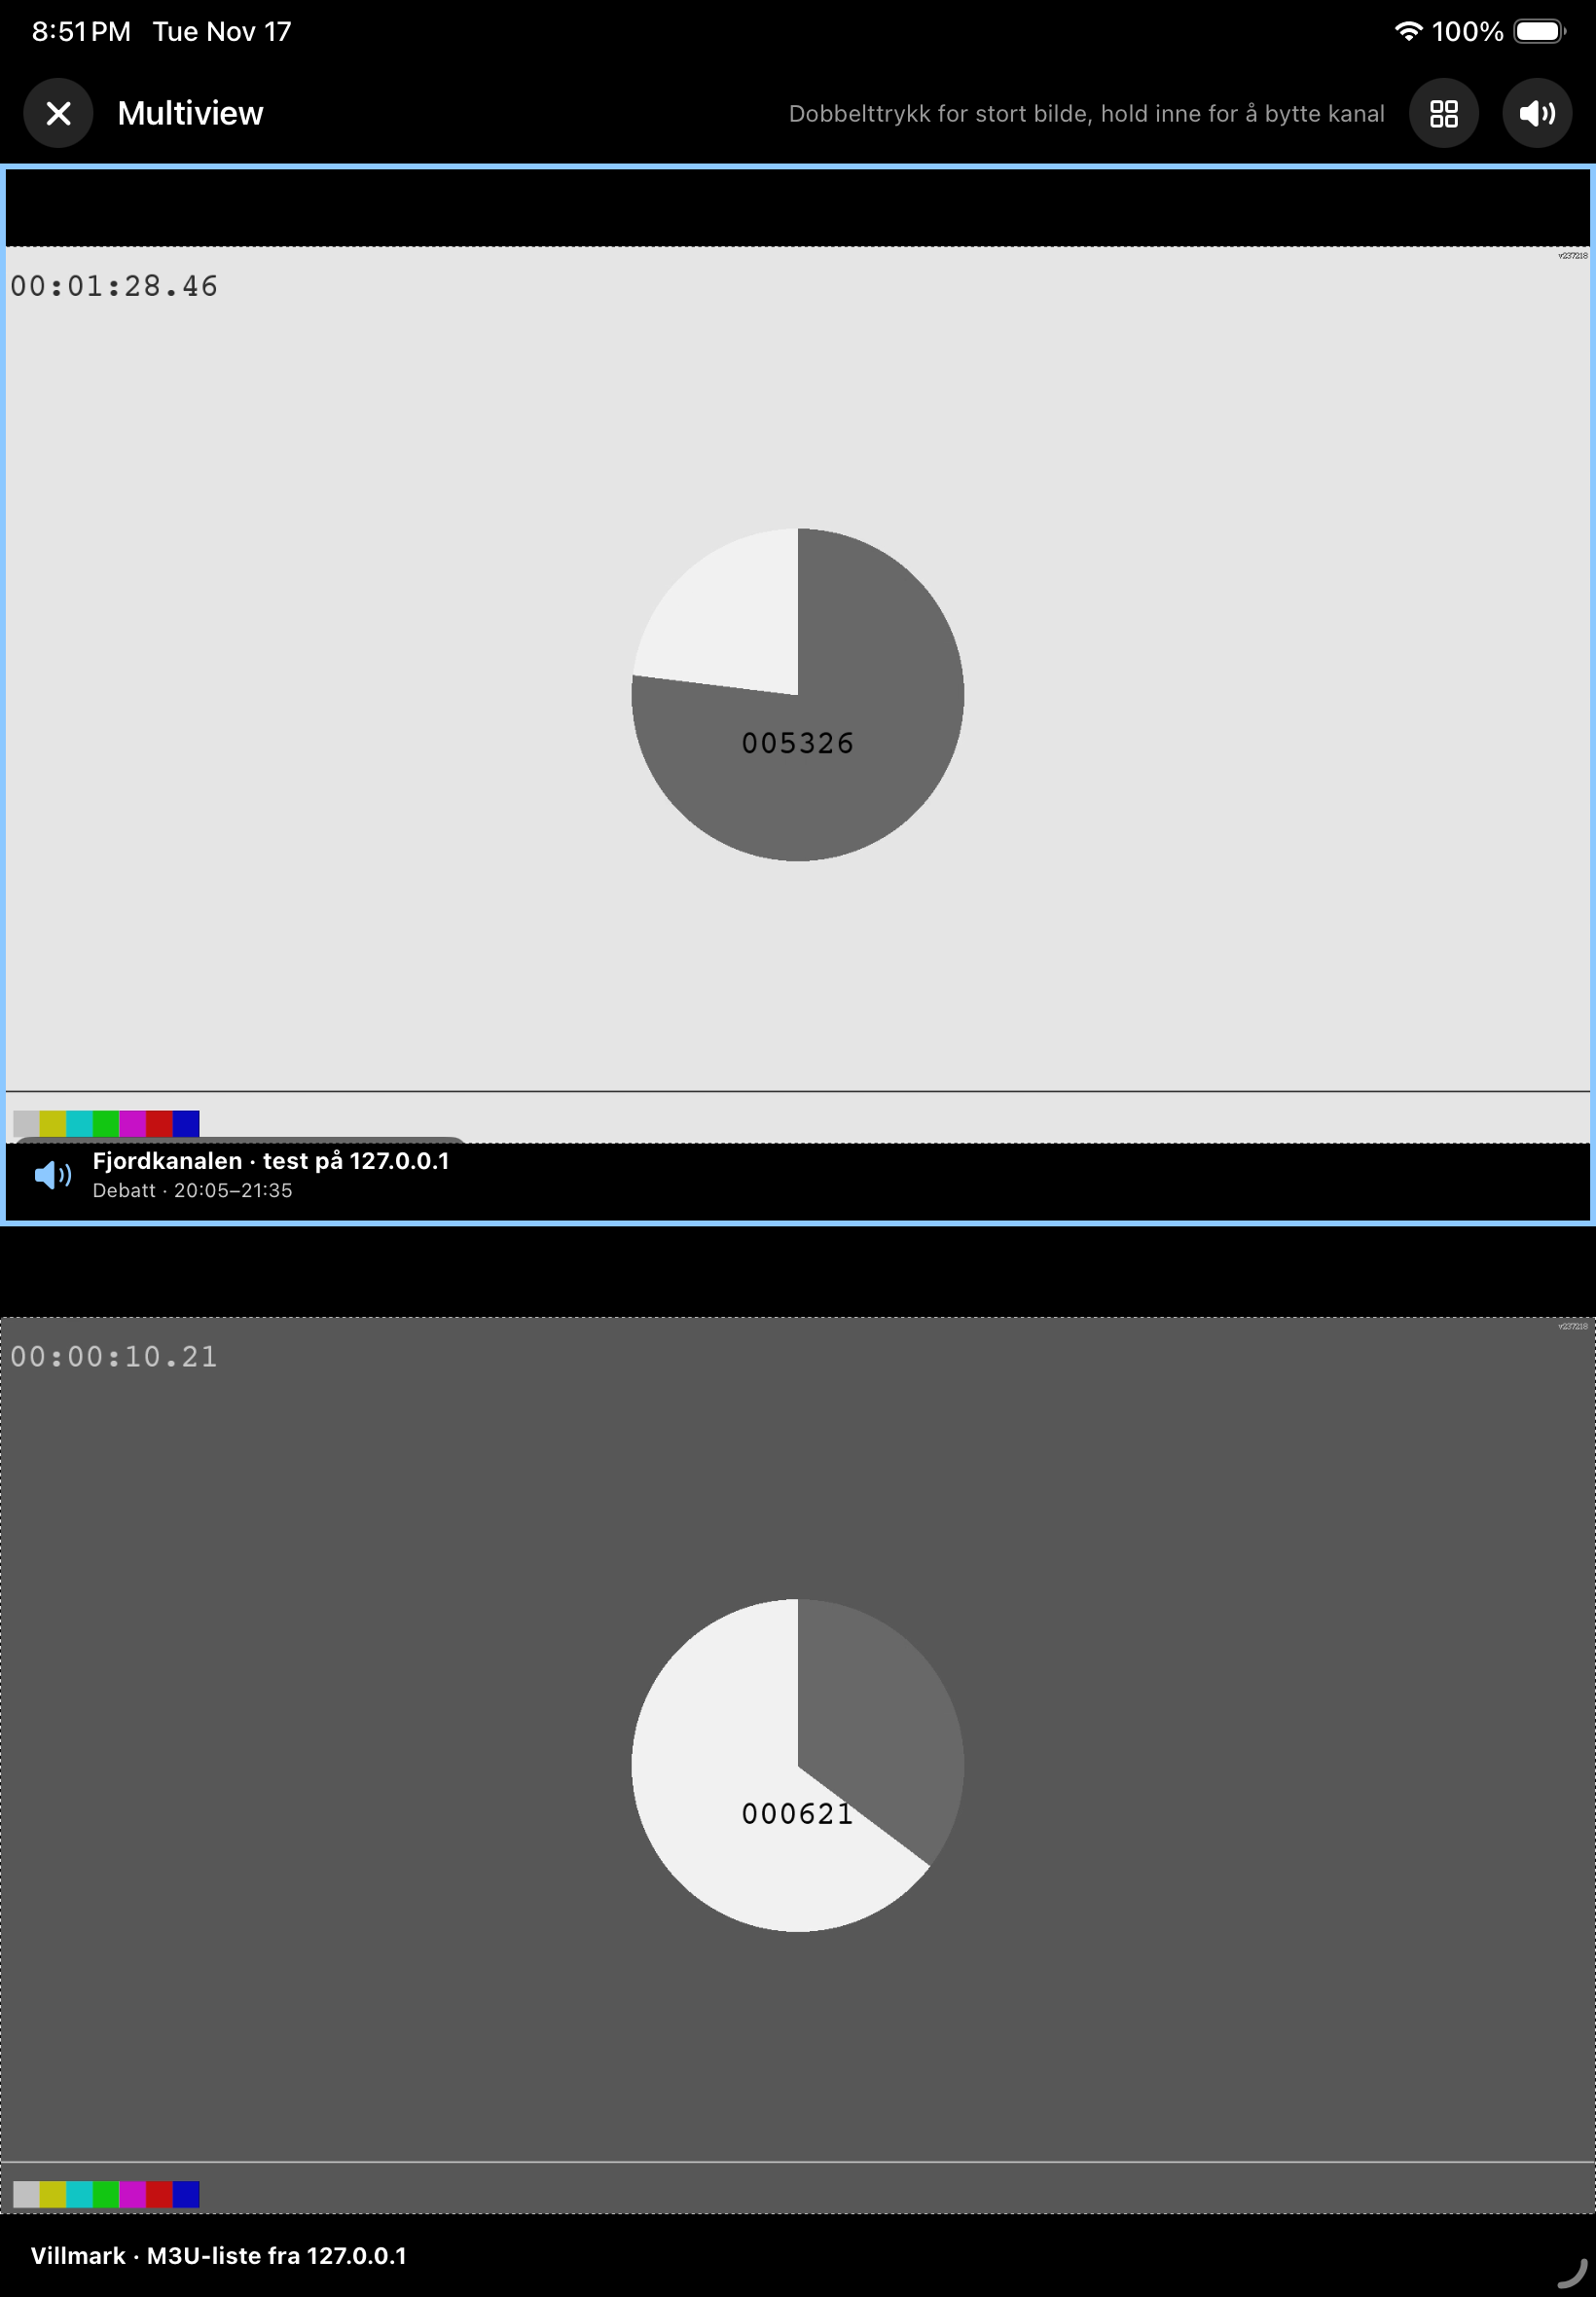 8:51 PM Tue Nov 17
100%
Multiview
Dobbelttrykk for stort bilde, hold inne for å bytte kanal
v237218
00:01:28.46
005326
Fjordkanalen · test på 127.0.0.1
Debatt · 20:05–21:35
v237218
00:00:10.21
000621
Villmark · M3U-liste fra 127.0.0.1